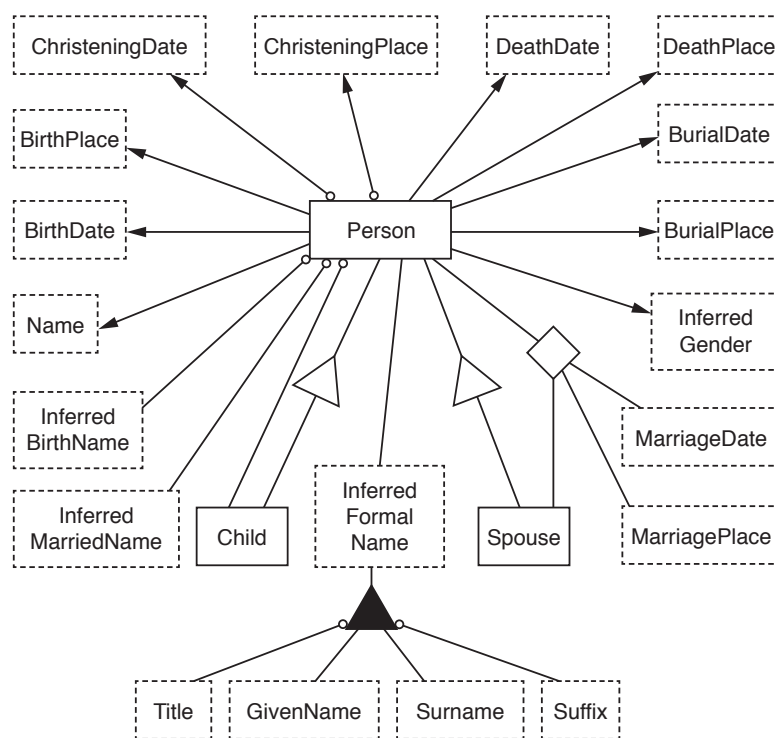 ChristeningDate
ChristeningPlace
DeathDate
DeathPlace
BirthPlace
BurialDate
BirthDate
Person
BurialPlace
Name
Inferred
Gender
Inferred
BirthName
MarriageDate
Inferred
MarriedName
Child
Inferred
Formal
Name
Spouse
MarriagePlace
Title
GivenName
Surname
Suffix